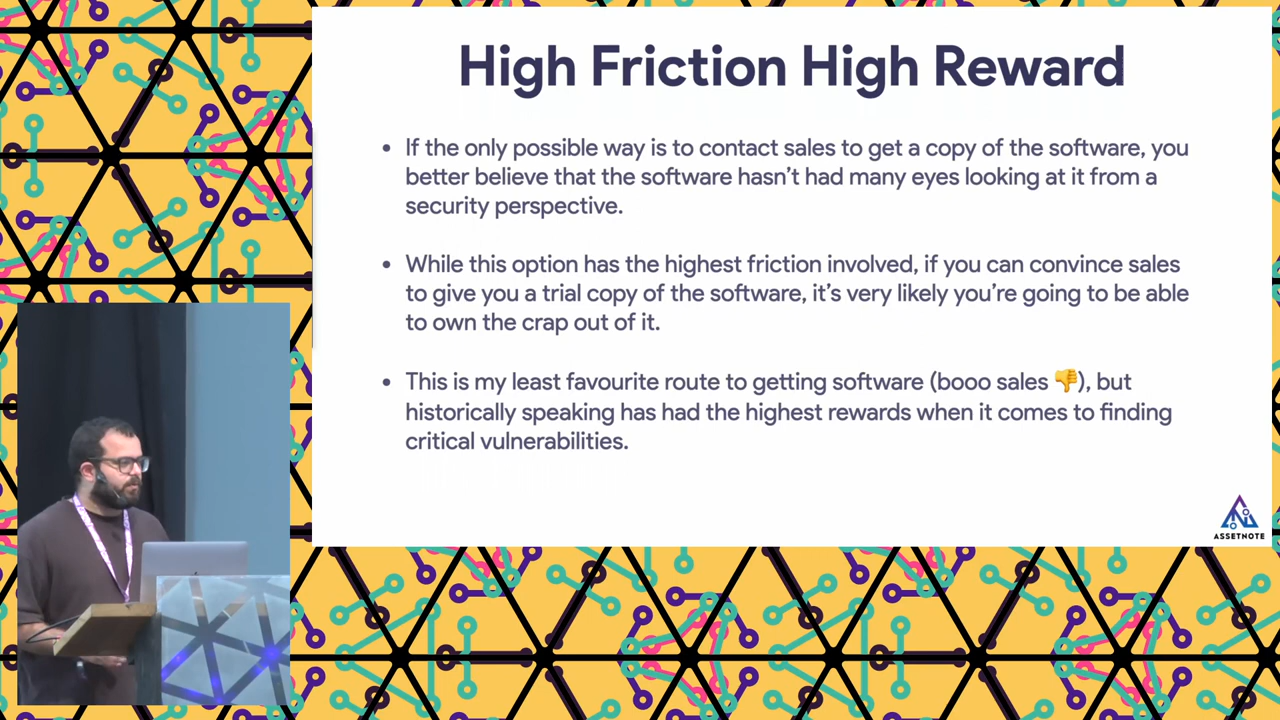 High Friction High Reward
• If the only possible way is to contact sales to get a copy of the software, you
better believe that the software hasn't had many eyes looking at it from a
security perspective.
• While this option has the highest friction involved, if you can convince sales
to give you a trial copy of the software, it's very likely you're going to be able
to own the crap out of it.
• This is my least favourite route to getting software (booo sales 👎), but
historically speaking has had the highest rewards when it comes to finding
critical vulnerabilities.
ASSETNOTE